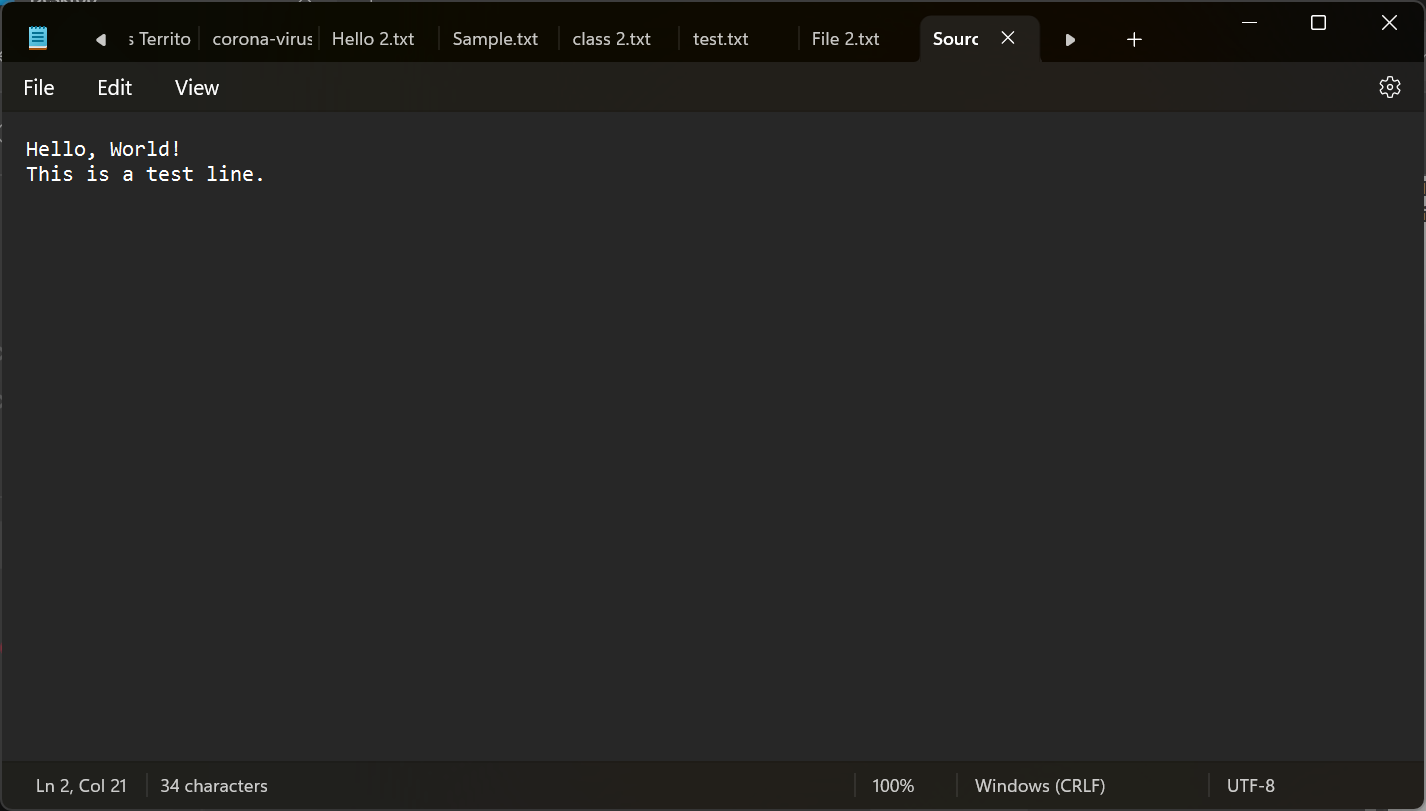 s Territo corona-virus Hello 2.txt Sample.txt class 2.txt test.txt File 2.txt Sourc
File Edit View
Hello, World!
This is a test line.
Ln 2, Col 21 34 characters 100% Windows (CRLF) UTF-8